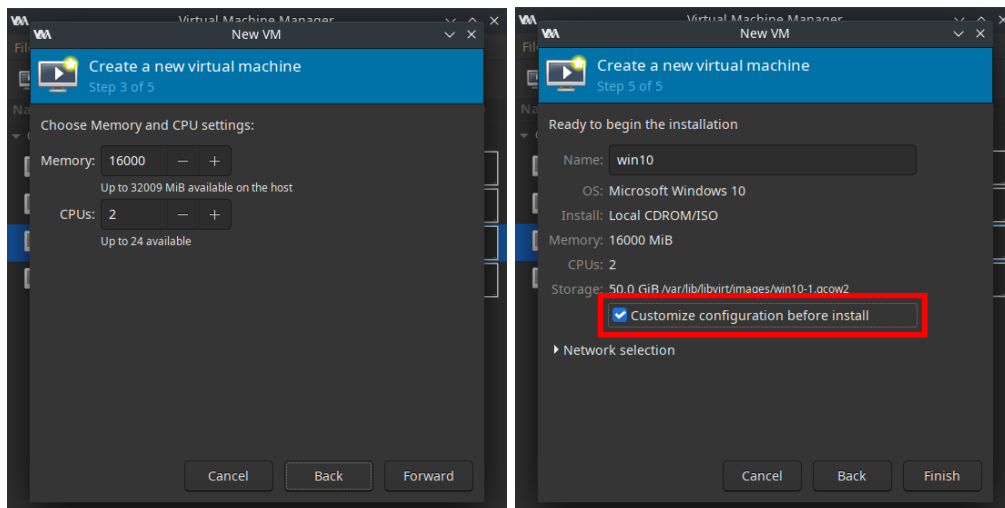 Virtual Machine Manager
New VM
Create a new virtual machine
Step 3 of 5
Choose Memory and CPU settings:
Memory: 16000 − +
Up to 32009 MiB available on the host
CPUs: 2 − +
Up to 24 available
Cancel Back Forward
Virtual Machine Manager
New VM
Create a new virtual machine
Step 5 of 5
Ready to begin the installation
Name: win10
OS: Microsoft Windows 10
Install: Local CDROM/ISO
Memory: 16000 MiB
CPUs: 2
Storage: 50.0 GiB /var/lib/libvirt/images/win10-1.qcow2
Customize configuration before install
Network selection
Cancel Back Finish